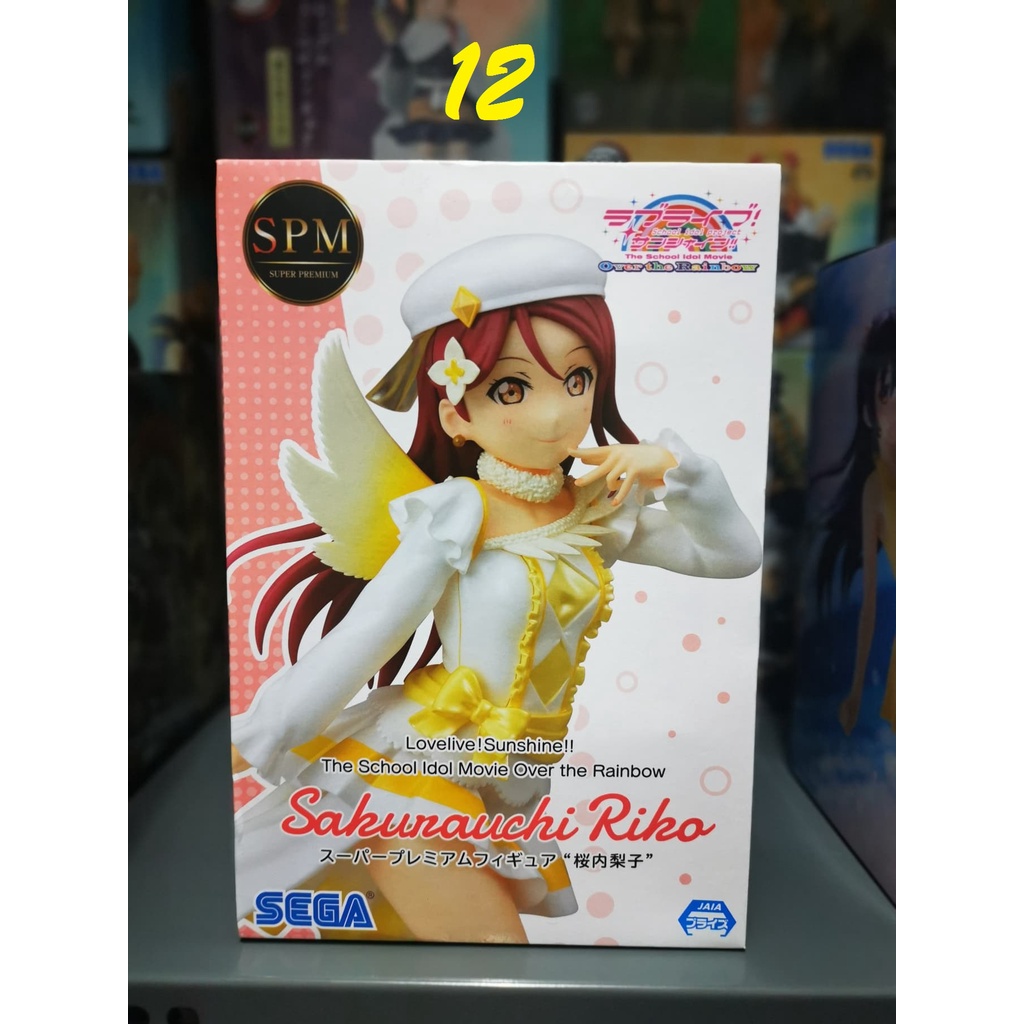 12
SPM
SUPER PREMIUM
ラブライブ!
School idol project
サンシャイン!!
The School Idol Movie
Over the Rainbow
SEGA
SEGA
Lovelive!Sunshine!!
The School Idol Movie Over the Rainbow
Sakurauchi Riko
スーパープレミアムフィギュア “桜内梨子”
SEGA®
JAIA
プライズ